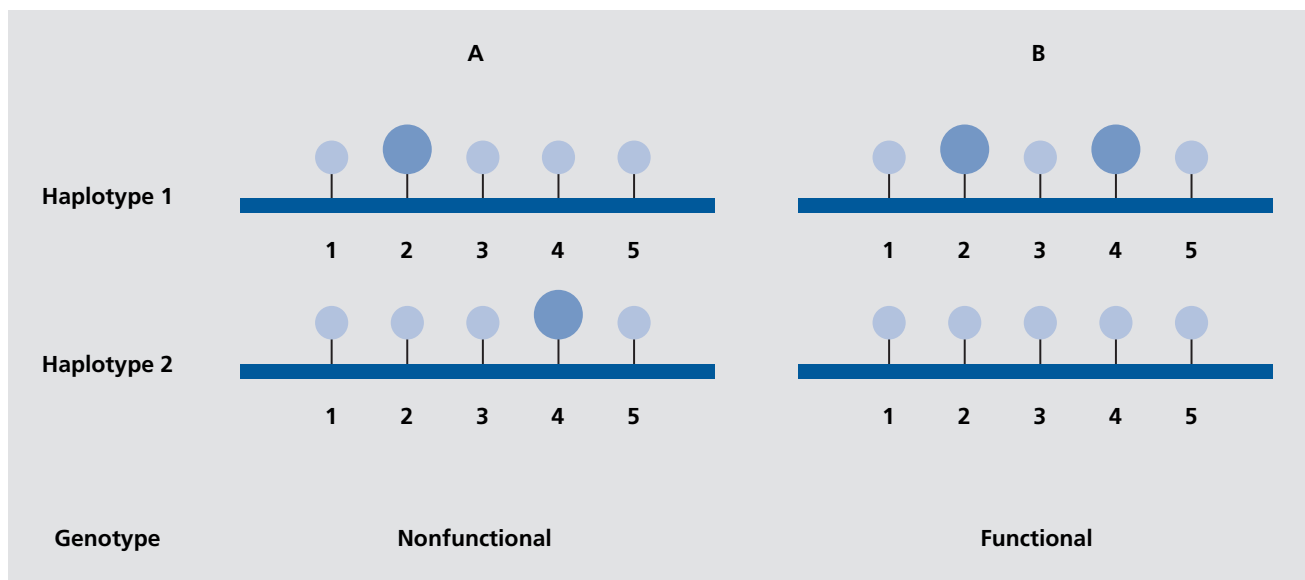 A B
Haplotype 1
1 2 3 4 5 1 2 3 4 5
Haplotype 2
1 2 3 4 5 1 2 3 4 5
Genotype Nonfunctional Functional